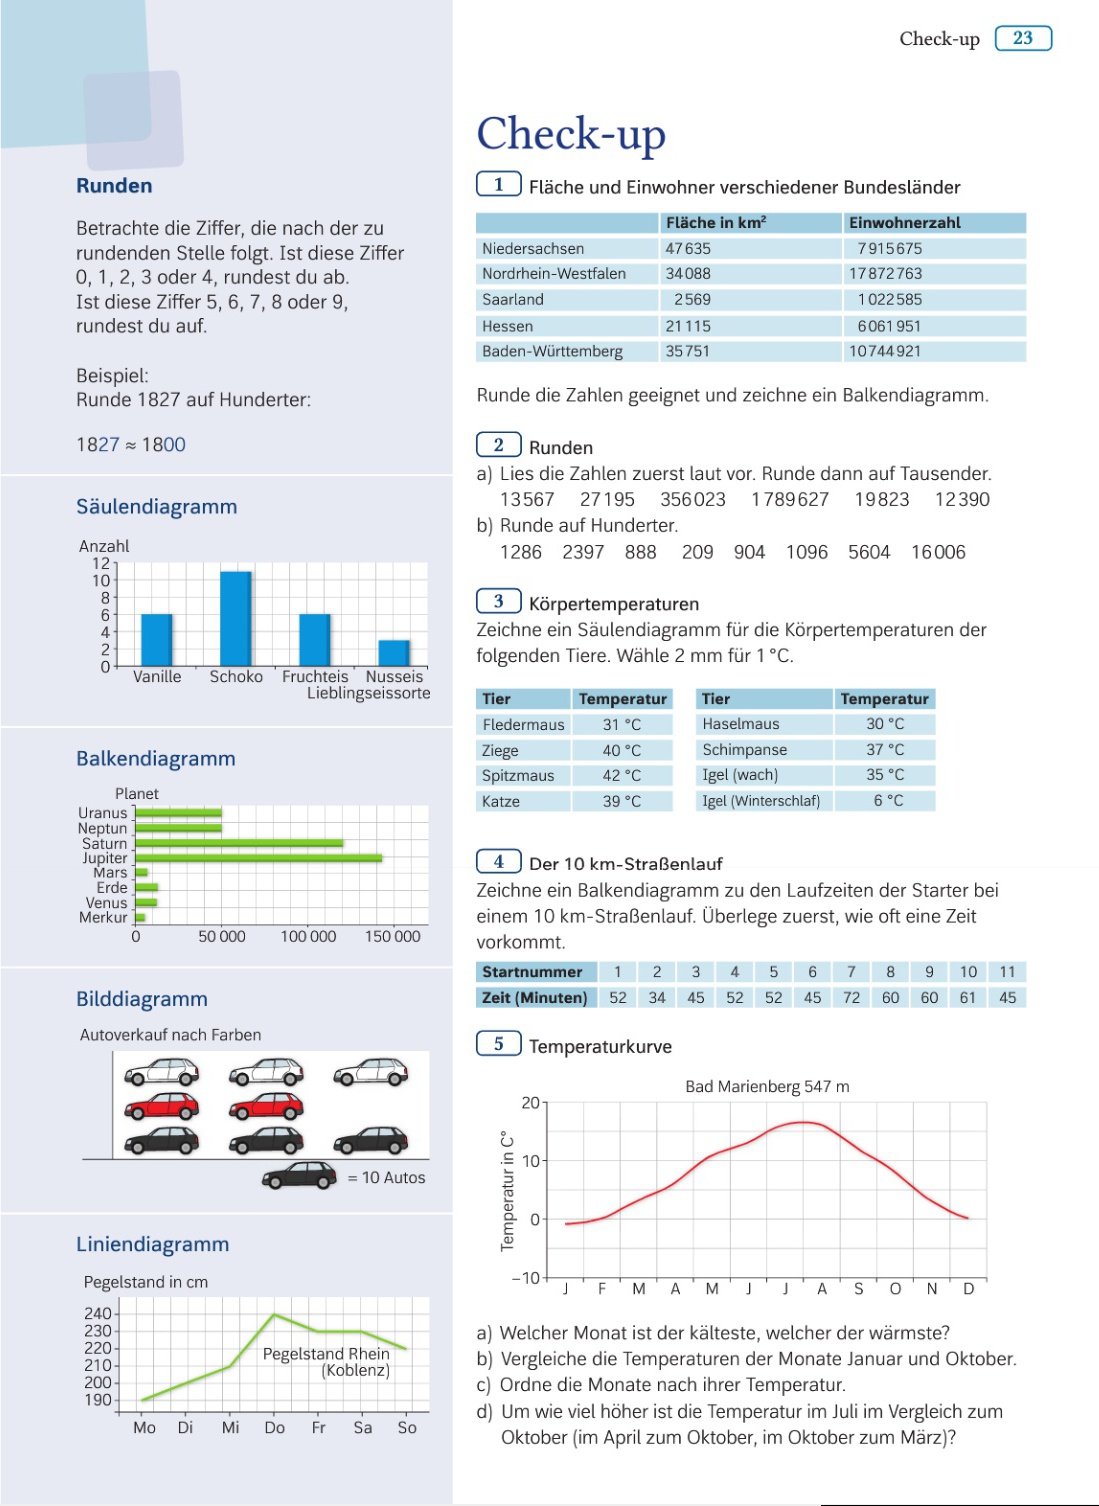 Check-up 23
Runden
Betrachte die Ziffer, die nach der zu
rundenden Stelle folgt. Ist diese Ziffer
0, 1, 2, 3 oder 4, rundest du ab.
Ist diese Ziffer 5, 6, 7, 8 oder 9,
rundest du auf.
Beispiel:
Runde 1827 auf Hunderter:
1827 ≈ 1800
Säulendiagramm
Anzahl
12
10
8
6
4
2
0
Vanille Schoko Fruchteis Nusseis
Lieblingseissorte
Balkendiagramm
Planet
Uranus
Neptun
Saturn
Jupiter
Mars
Erde
Venus
Merkur
0 50 000 100 000 150 000
Bilddiagramm
Autoverkauf nach Farben
= 10 Autos
Liniendiagramm
Pegelstand in cm
240
230
220
210
200
190
Pegelstand Rhein
(Koblenz)
Mo Di Mi Do Fr Sa So
Check-up
1 Fläche und Einwohner verschiedener Bundesländer
Fläche in km² Einwohnerzahl
Niedersachsen 47 635 7 915 675
Nordrhein-Westfalen 34 088 17 872 763
Saarland 2 569 1 022 585
Hessen 21 115 6 061 951
Baden-Württemberg 35 751 10 744 921
Runde die Zahlen geeignet und zeichne ein Balkendiagramm.
2 Runden
a) Lies die Zahlen zuerst laut vor. Runde dann auf Tausender.
13 567 27 195 356 023 1 789 627 19 823 12 390
b) Runde auf Hunderter.
1286 2397 888 209 904 1096 5604 16 006
3 Körpertemperaturen
Zeichne ein Säulendiagramm für die Körpertemperaturen der
folgenden Tiere. Wähle 2 mm für 1 °C.
Tier Temperatur Tier Temperatur
Fledermaus 31 °C Haselmaus 30 °C
Ziege 40 °C Schimpanse 37 °C
Spitzmaus 42 °C Igel (wach) 35 °C
Katze 39 °C Igel (Winterschlaf) 6 °C
4 Der 10 km-Straßenlauf
Zeichne ein Balkendiagramm zu den Laufzeiten der Starter bei
einem 10 km-Straßenlauf. Überlege zuerst, wie oft eine Zeit
vorkommt.
Startnummer 1 2 3 4 5 6 7 8 9 10 11
Zeit (Minuten) 52 34 45 52 52 45 72 60 60 61 45
5 Temperaturkurve
Bad Marienberg 547 m
Temperatur in C°
20
10
0
−10
J F M A M J J A S O N D
a) Welcher Monat ist der kälteste, welcher der wärmste?
b) Vergleiche die Temperaturen der Monate Januar und Oktober.
c) Ordne die Monate nach ihrer Temperatur.
d) Um wie viel höher ist die Temperatur im Juli im Vergleich zum
Oktober (im April zum Oktober, im Oktober zum März)?